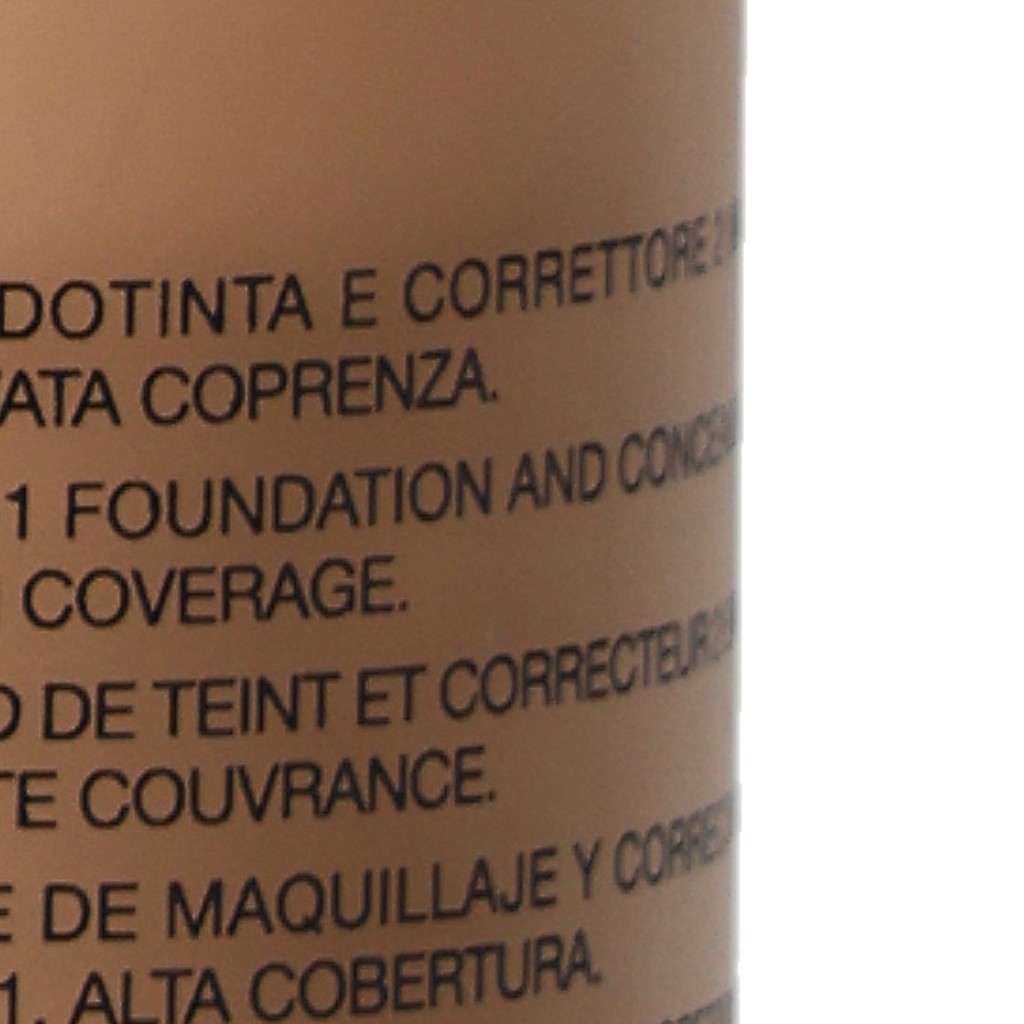 DOTINTA E CORRETTORE 2
ATA COPRENZA.
1 FOUNDATION AND
COVERAGE.
DE TEINT ET CORRECTEUR
TE COUVRANCE.
E DE MAQUILLAJE Y
1. ALTA COBERTURA.